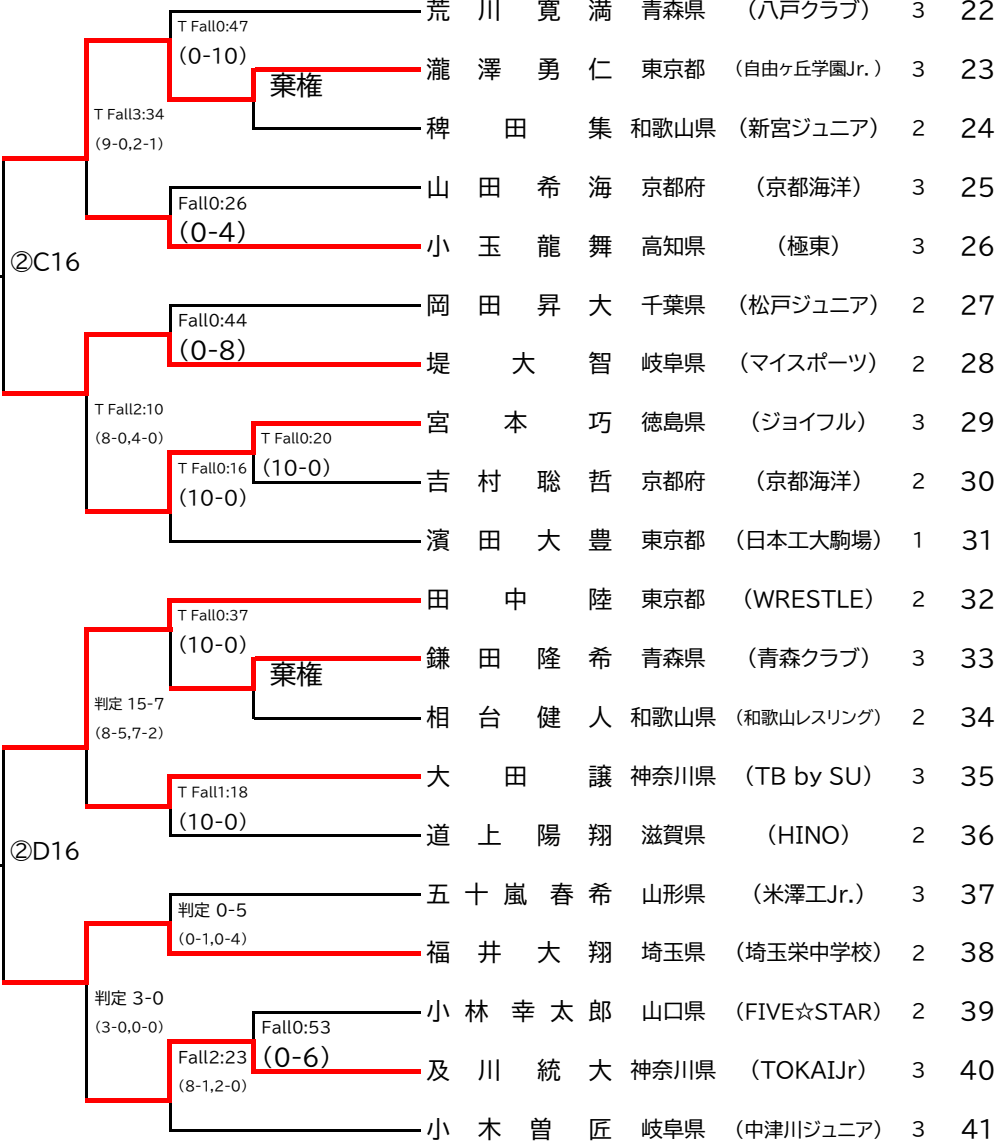 荒川寛満 青森県 （八戸クラブ） 3 22
T Fall0:47
(0-10)
瀧澤勇仁 東京都 （自由ヶ丘学園Jr.） 3 23
棄権
T Fall3:34
(9-0,2-1)
稗田集 和歌山県 （新宮ジュニア） 2 24
山田希海 京都府 （京都海洋） 3 25
Fall0:26
(0-4)
小玉龍舞 高知県 （極東） 3 26
②C16
岡田昇大 千葉県 （松戸ジュニア） 2 27
Fall0:44
(0-8)
堤大智 岐阜県 （マイスポーツ） 2 28
T Fall2:10
(8-0,4-0)
宮本巧 徳島県 （ジョイフル） 3 29
T Fall0:20
(10-0)
T Fall0:16
(10-0)
吉村聡哲 京都府 （京都海洋） 2 30
濱田大豊 東京都 （日本工大駒場） 1 31
田中陸 東京都 （WRESTLE） 2 32
T Fall0:37
(10-0)
鎌田隆希 青森県 （青森クラブ） 3 33
棄権
判定 15-7
(8-5,7-2)
相台健人 和歌山県 （和歌山レスリング） 2 34
大田譲 神奈川県 （TB by SU） 3 35
T Fall1:18
(10-0)
道上陽翔 滋賀県 （HINO） 2 36
②D16
五十嵐春希 山形県 （米澤工Jr.） 3 37
判定 0-5
(0-1,0-4)
福井大翔 埼玉県 （埼玉栄中学校） 2 38
判定 3-0
(3-0,0-0)
小林幸太郎 山口県 （FIVE☆STAR） 2 39
Fall0:53
(0-6)
Fall2:23
(8-1,2-0)
及川統大 神奈川県 （TOKAIJr） 3 40
小木曽匠 岐阜県 （中津川ジュニア） 3 41